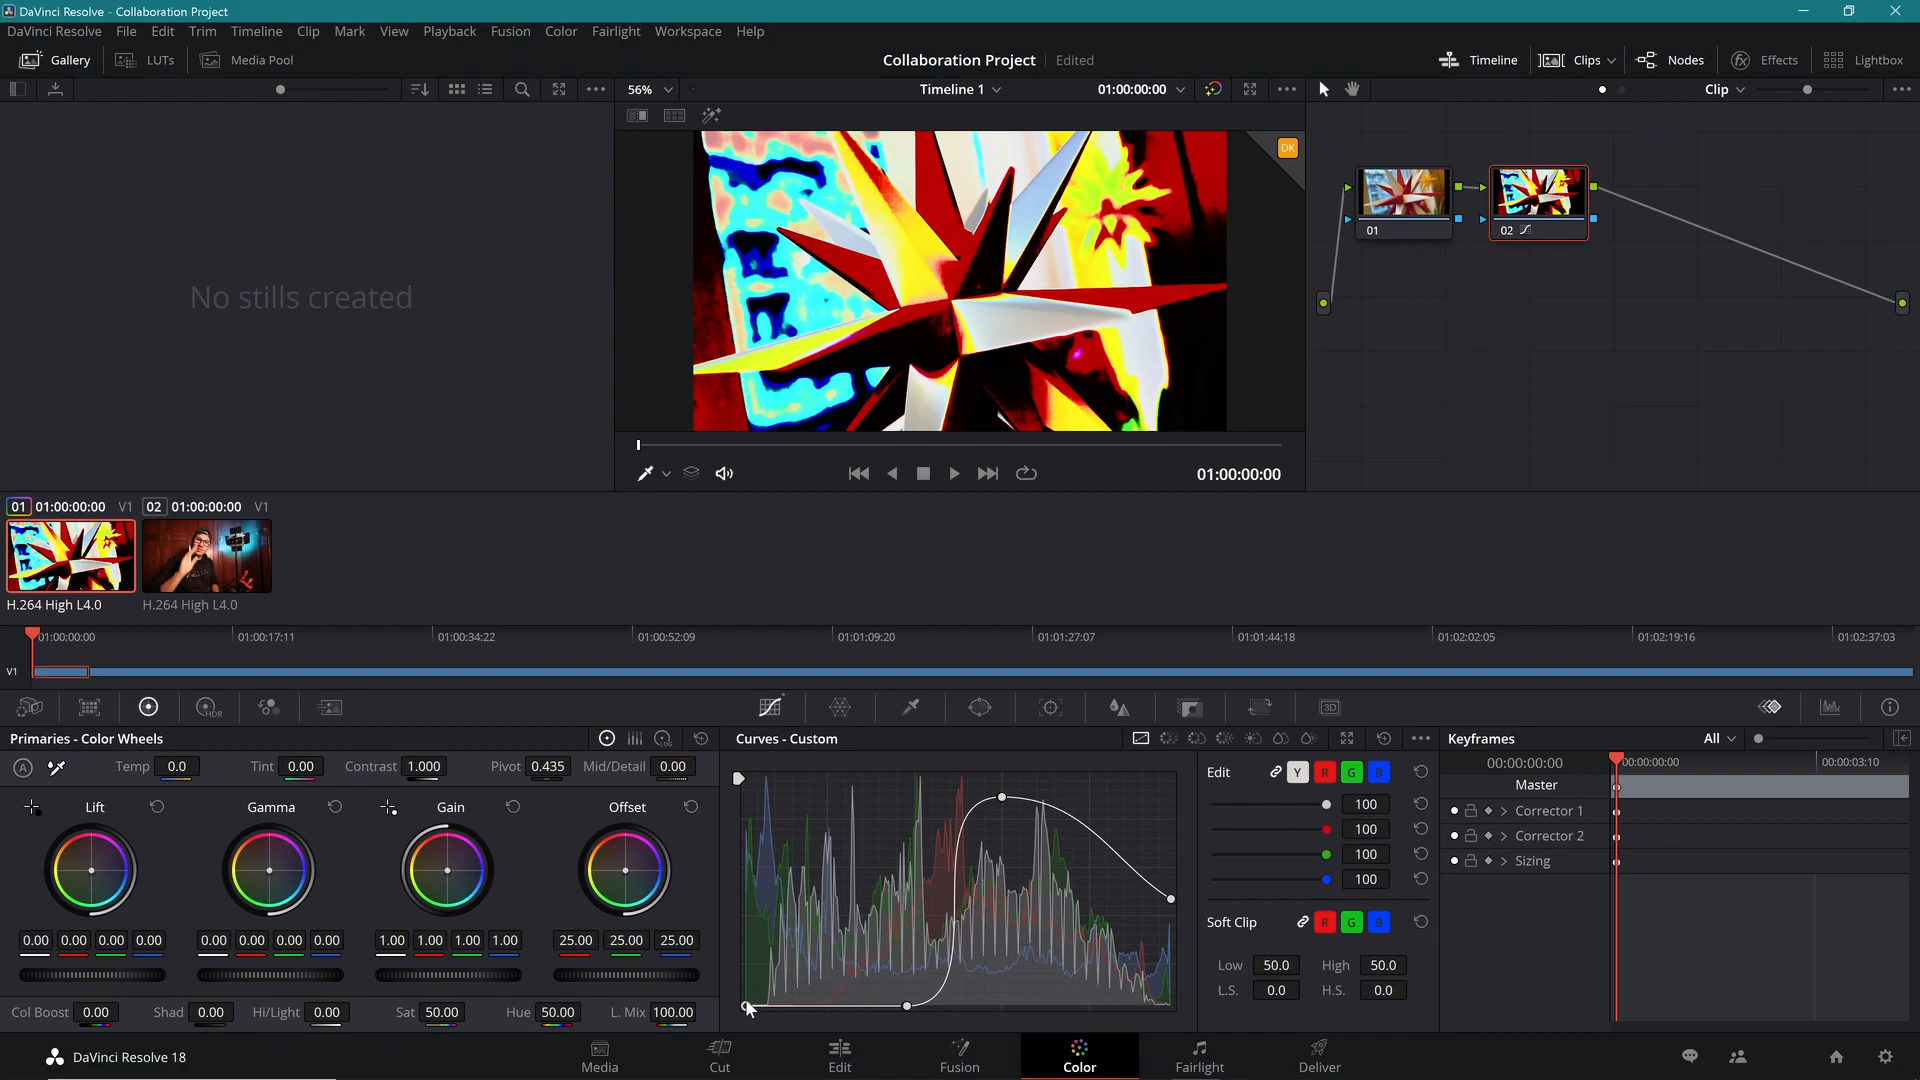 DaVinci Resolve - Collaboration Project
DaVinci Resolve File Edit Trim Timeline Clip Mark View Playback Fusion Color Fairlight Workspace Help
Gallery LUTs Media Pool Collaboration Project Edited Timeline Clips Nodes Effects Lightbox
56% Timeline 1 01:00:00:00 Clip
DK
No stills created
01 02
01:00:00:00
01 01:00:00:00 V1 02 01:00:00:00 V1
H.264 High L4.0 H.264 High L4.0
01:00:00:00 01:00:17:11 01:00:34:22 01:00:52:09 01:01:09:20 01:01:27:07 01:01:44:18 01:02:02:05 01:02:19:16 01:02:37:03
V1
HDR 3D
Primaries - Color Wheels LOG Curves - Custom Keyframes All
A Temp 0.0 Tint 0.00 Contrast 1.000 Pivot 0.435 Mid/Detail 0.00 Edit Y R G B 00:00:00:00 00:00:00:00 00:00:03:10
Master
Lift Gamma Gain Offset 100 Corrector 1
100 Corrector 2
100 Sizing
100
Soft Clip R G B
0.00 0.00 0.00 0.00 0.00 0.00 0.00 0.00 1.00 1.00 1.00 1.00 25.00 25.00 25.00
Low 50.0 High 50.0
L.S. 0.0 H.S. 0.0
Col Boost 0.00 Shad 0.00 Hi/Light 0.00 Sat 50.00 Hue 50.00 L. Mix 100.00
DaVinci Resolve 18 Media Cut Edit Fusion Color Fairlight Deliver